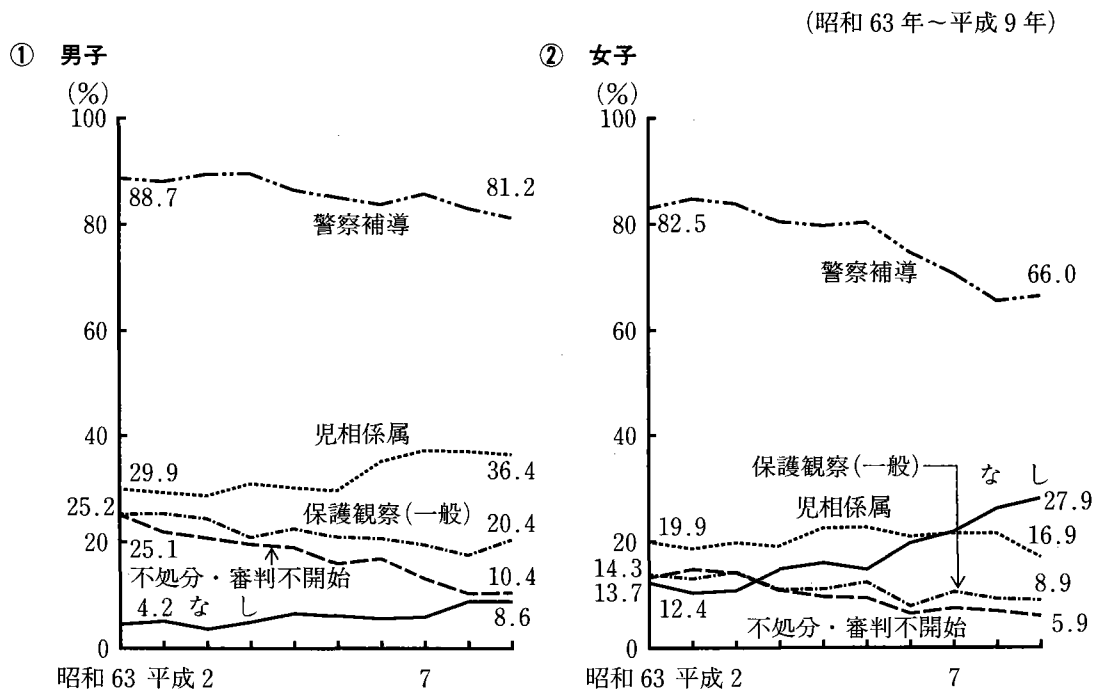 (昭和63年～平成9年)
① 男子
(%)
100
80
60
40
20
0
88.7
81.2
警察補導
児相係属
29.9
36.4
25.2
保護観察(一般)
20.4
25.1
不処分・審判不開始
10.4
4.2
なし
8.6
昭和63 平成2 7
② 女子
(%)
100
80
60
40
20
0
82.5
警察補導
66.0
保護観察(一般)
なし
27.9
児相係属
19.9
16.9
14.3
13.7
8.9
12.4
不処分・審判不開始
5.9
昭和63 平成2 7